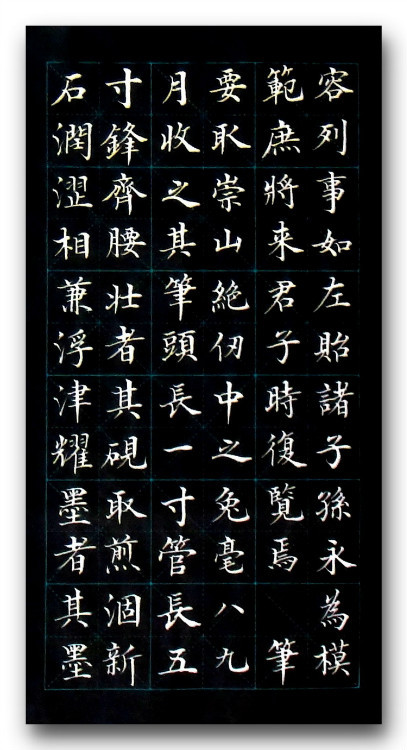 容列事如左貽諸子孫永為模
範庶將来君子時復覽焉　筆
要取崇山絶仞中之兔毫八九
月收之其筆頭長一寸管長五
寸鋒齊腰壯者其硯取煎涸新
石潤澀相兼浮津耀墨者其墨